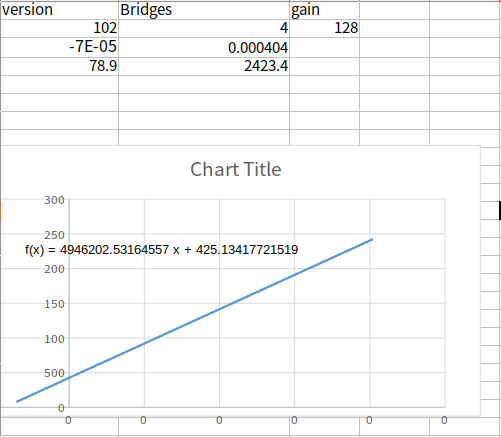 version Bridges gain
102 4 128
-7E-05 0.000404
78.9 2423.4
Chart Title
300
250
f(x) = 4946202.53164557 x + 425.13417721519
200
150
100
500
0
0 0 0 0 0 0